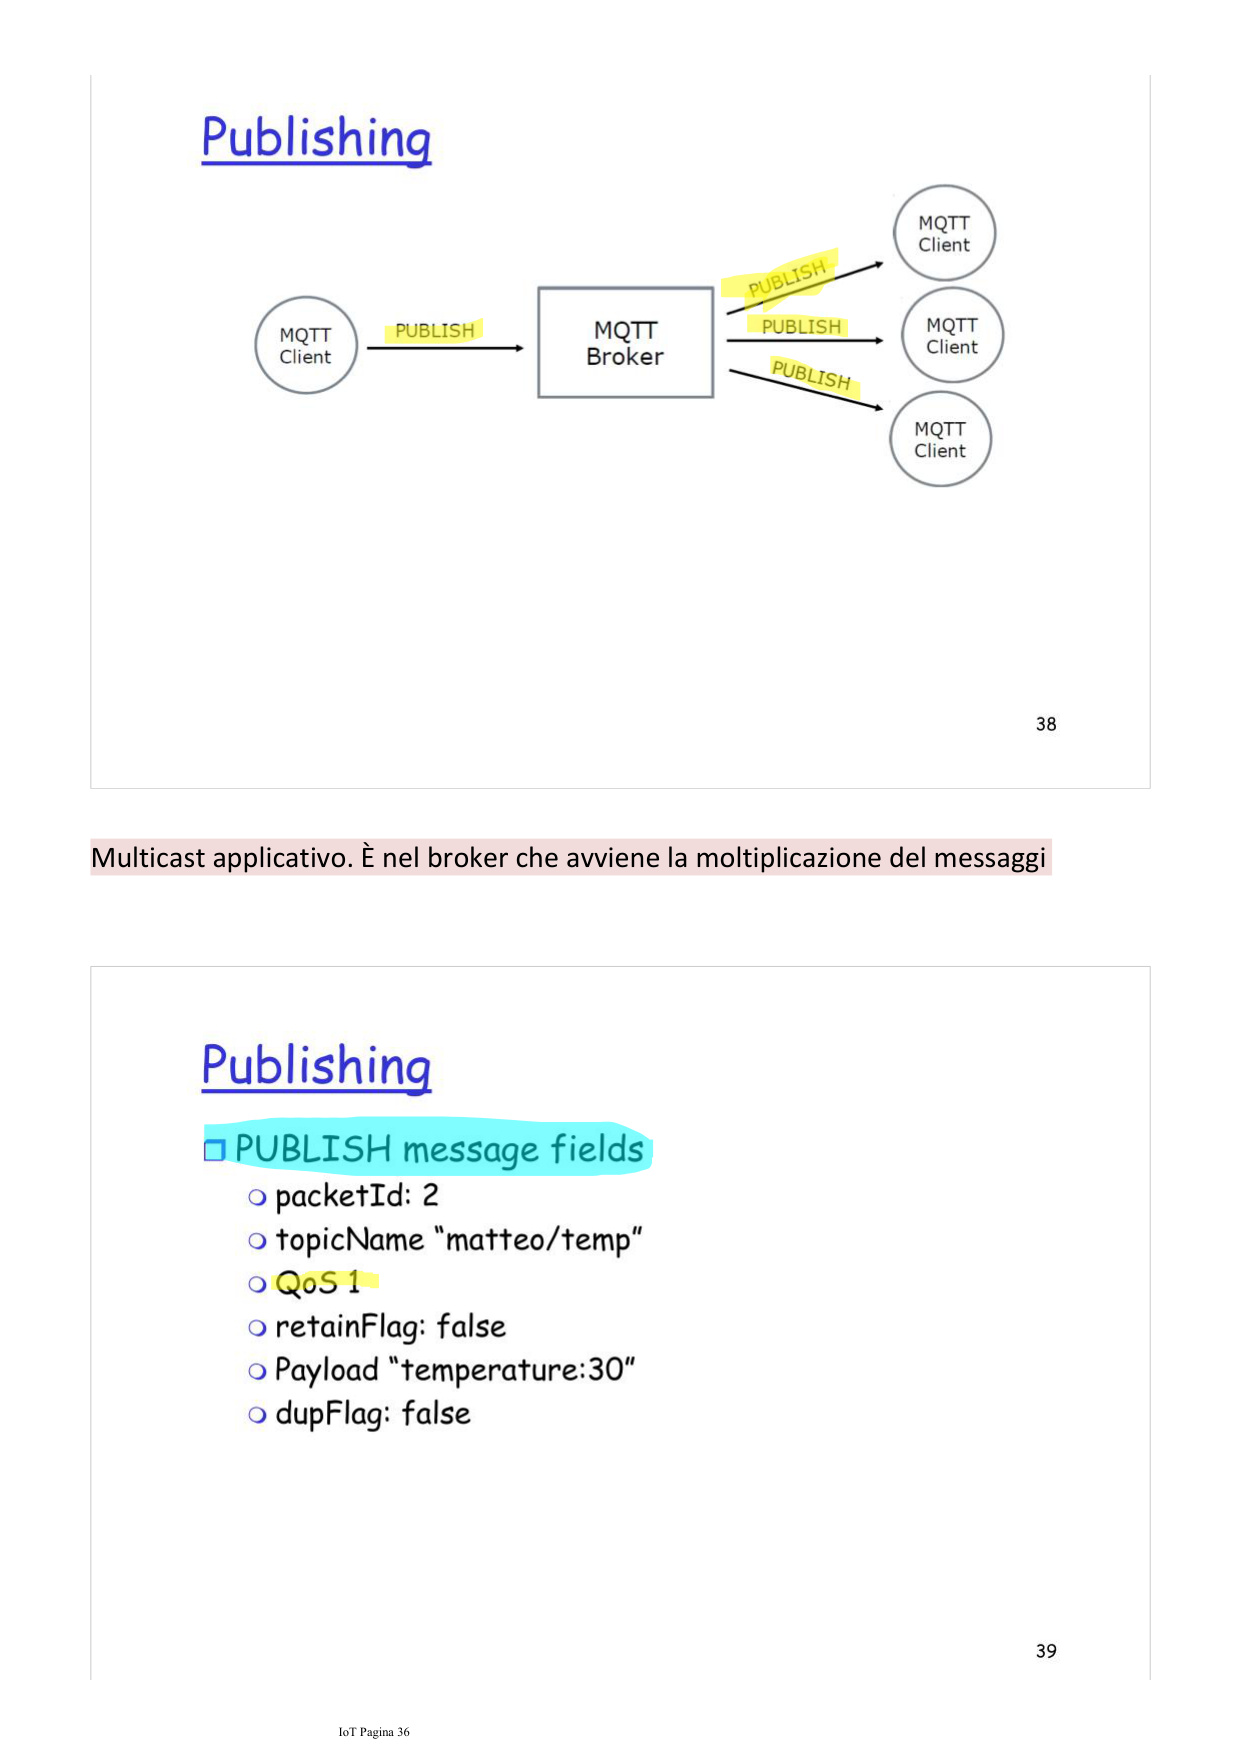 Publishing
MQTT
Client
PUBLISH
MQTT
Broker
PUBLISH
PUBLISH
PUBLISH
MQTT
Client
MQTT
Client
MQTT
Client
38
Multicast applicativo. È nel broker che avviene la moltiplicazione del messaggi
Publishing
PUBLISH message fields
packetId: 2
topicName “matteo/temp”
QoS 1
retainFlag: false
Payload “temperature:30”
dupFlag: false
39
IoT Pagina 36